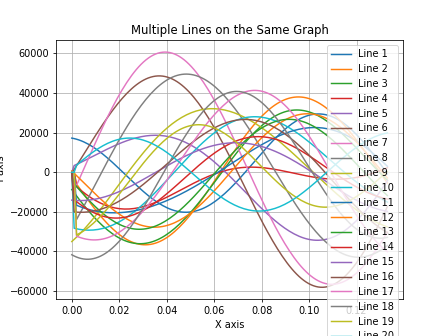 Multiple Lines on the Same Graph
60000
40000
20000
0
−20000
−40000
−60000
0.00
0.02
0.04
0.06
0.08
0.10
X axis
Line 1
Line 2
Line 3
Line 4
Line 5
Line 6
Line 7
Line 8
Line 9
Line 10
Line 11
Line 12
Line 13
Line 14
Line 15
Line 16
Line 17
Line 18
Line 19
Line 20